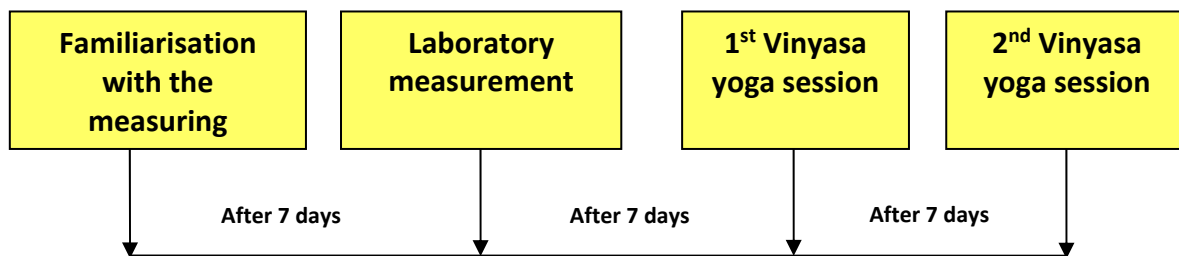 Familiarisation
with the
measuring
Laboratory
measurement
1st Vinyasa
yoga session
2nd Vinyasa
yoga session
After 7 days
After 7 days
After 7 days